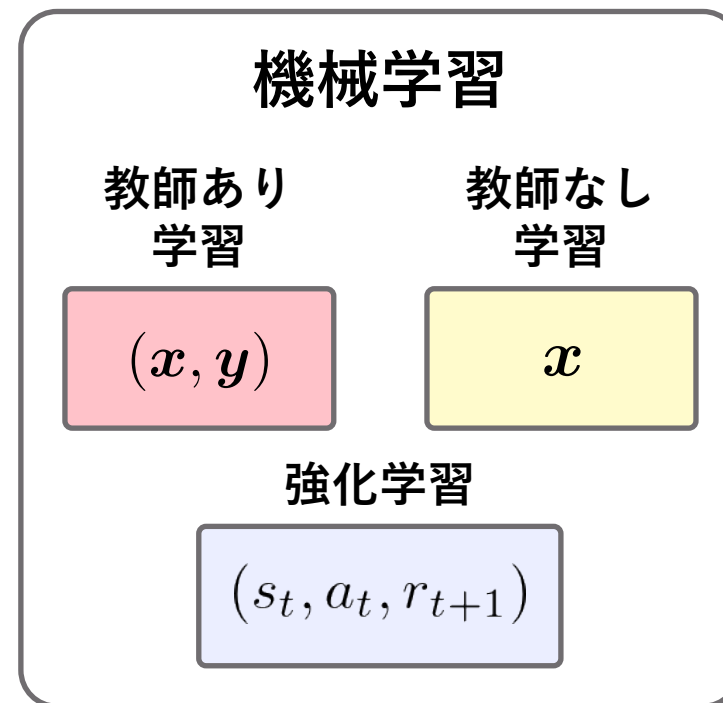 機械学習
教師あり
学習
教師なし
学習
(x, y)
x
強化学習
(s_t, a_t, r_{t+1})